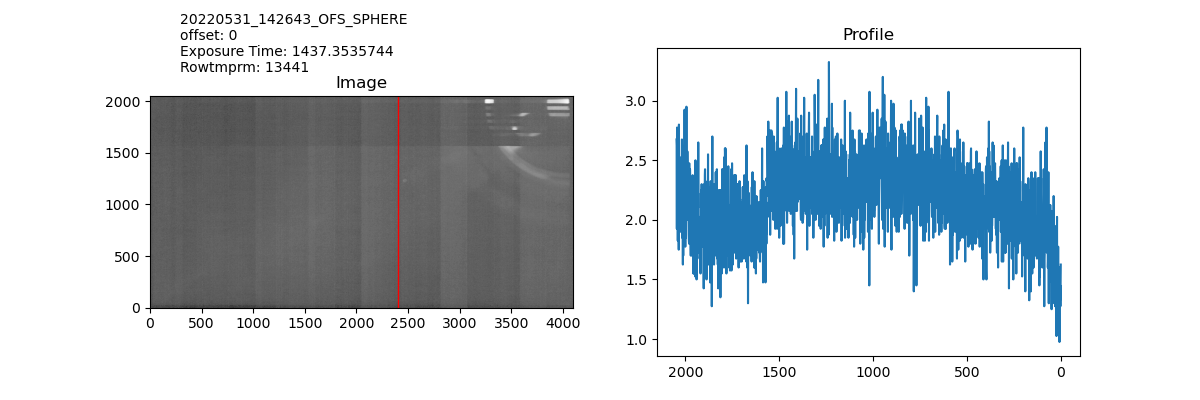 20220531_142643_OFS_SPHERE
offset: 0
Exposure Time: 1437.3535744
Rowtmprm: 13441
Image
2000
1500
1000
500
0
0 500 1000 1500 2000 2500 3000 3500 4000
Profile
3.0
2.5
2.0
1.5
1.0
2000 1500 1000 500 0